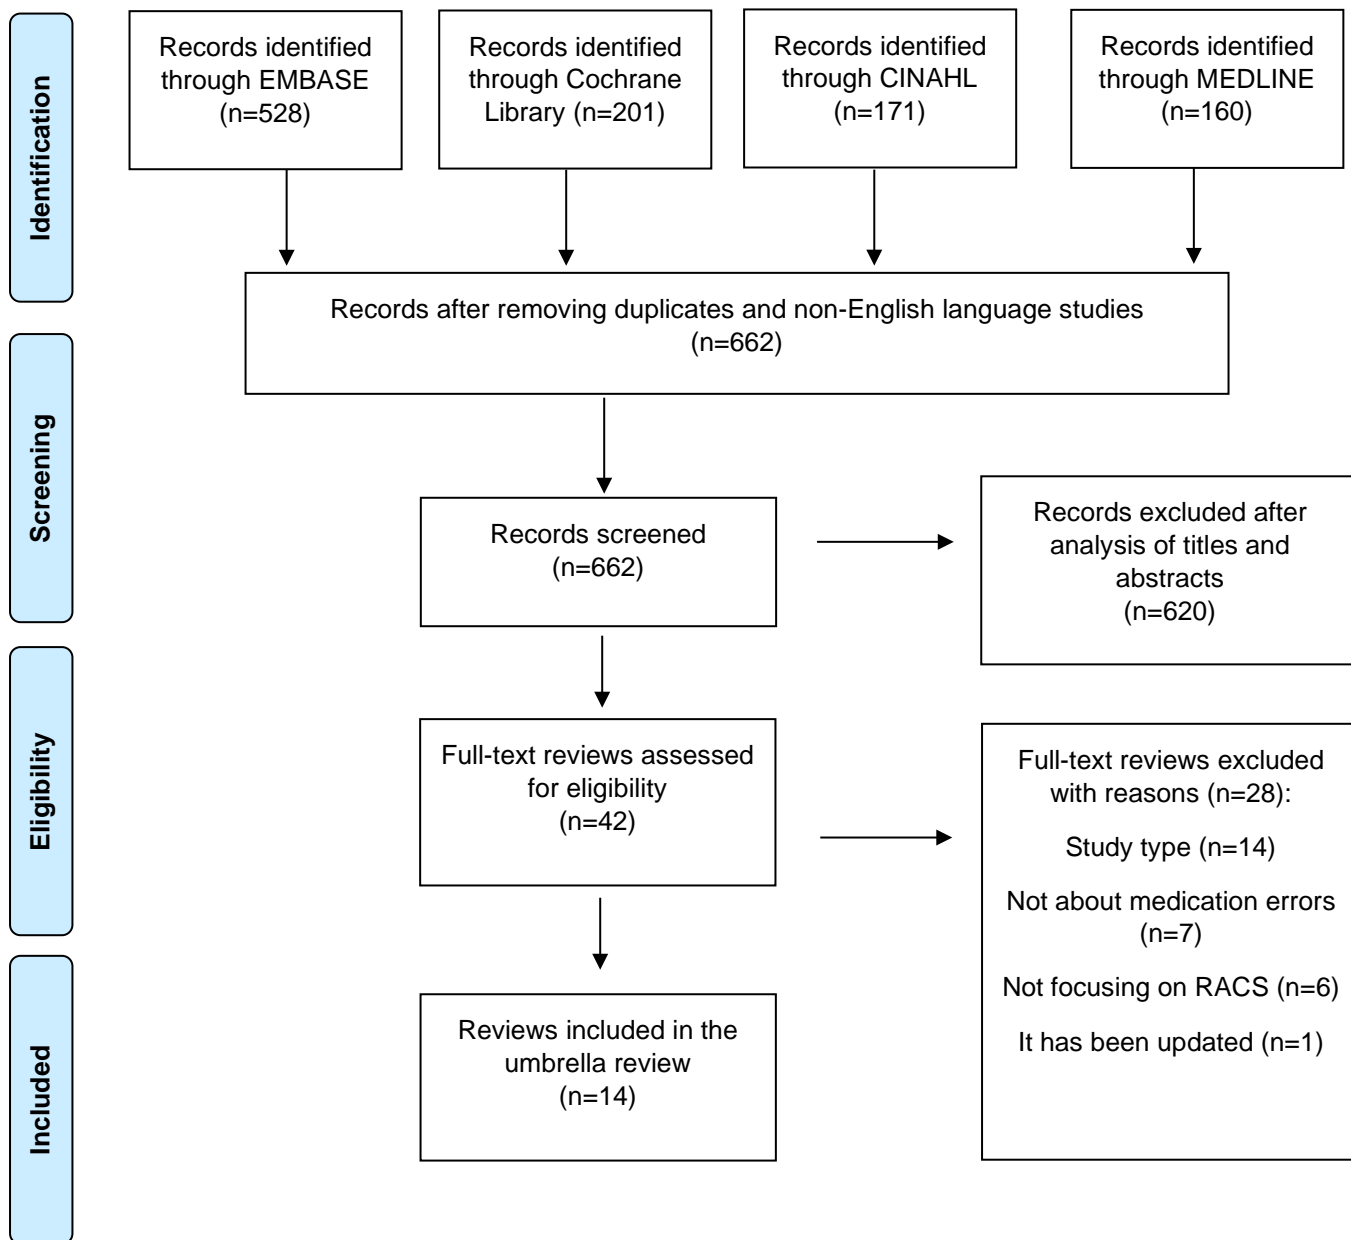 Identification
Records identified
through EMBASE
(n=528)
Records identified
through Cochrane
Library (n=201)
Records identified
through CINAHL
(n=171)
Records identified
through MEDLINE
(n=160)
Records after removing duplicates and non-English language studies
(n=662)
Screening
Records screened
(n=662)
Records excluded after
analysis of titles and
abstracts
(n=620)
Eligibility
Full-text reviews assessed
for eligibility
(n=42)
Full-text reviews excluded
with reasons (n=28):
Study type (n=14)
Not about medication errors
(n=7)
Not focusing on RACS (n=6)
It has been updated (n=1)
Included
Reviews included in the
umbrella review
(n=14)